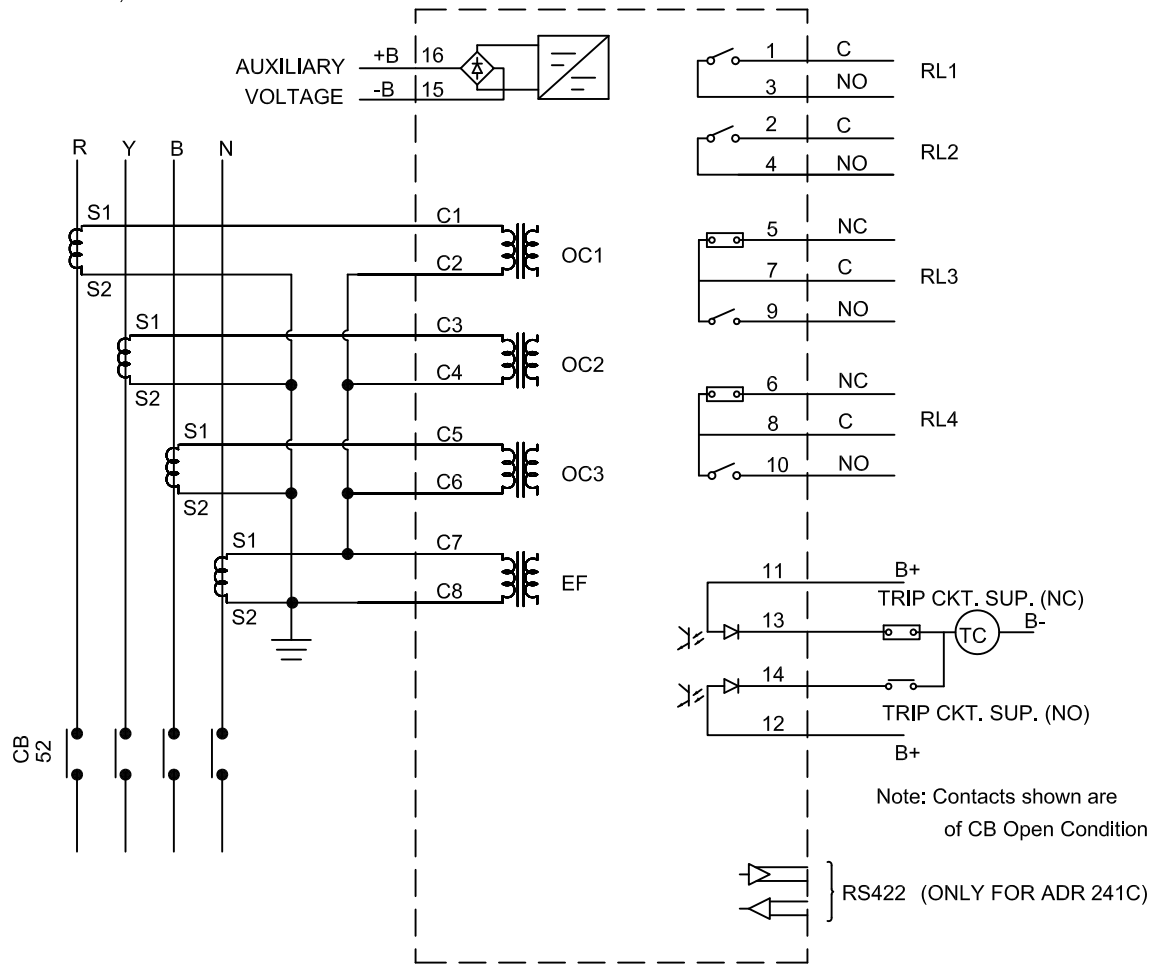 AUXILIARY +B 16
VOLTAGE -B 15
R Y B N
S1 C1
OC1
S2 C2
S1 C3
OC2
S2 C4
S1 C5
OC3
S2 C6
S1 C7
EF
S2 C8
CB
52
1 C
RL1
3 NO
2 C
RL2
4 NO
5 NC
7 C RL3
9 NO
6 NC
8 C RL4
10 NO
11 B+
TRIP CKT. SUP. (NC)
13 TC B-
14
TRIP CKT. SUP. (NO)
12
B+
Note: Contacts shown are
of CB Open Condition
RS422 (ONLY FOR ADR 241C)